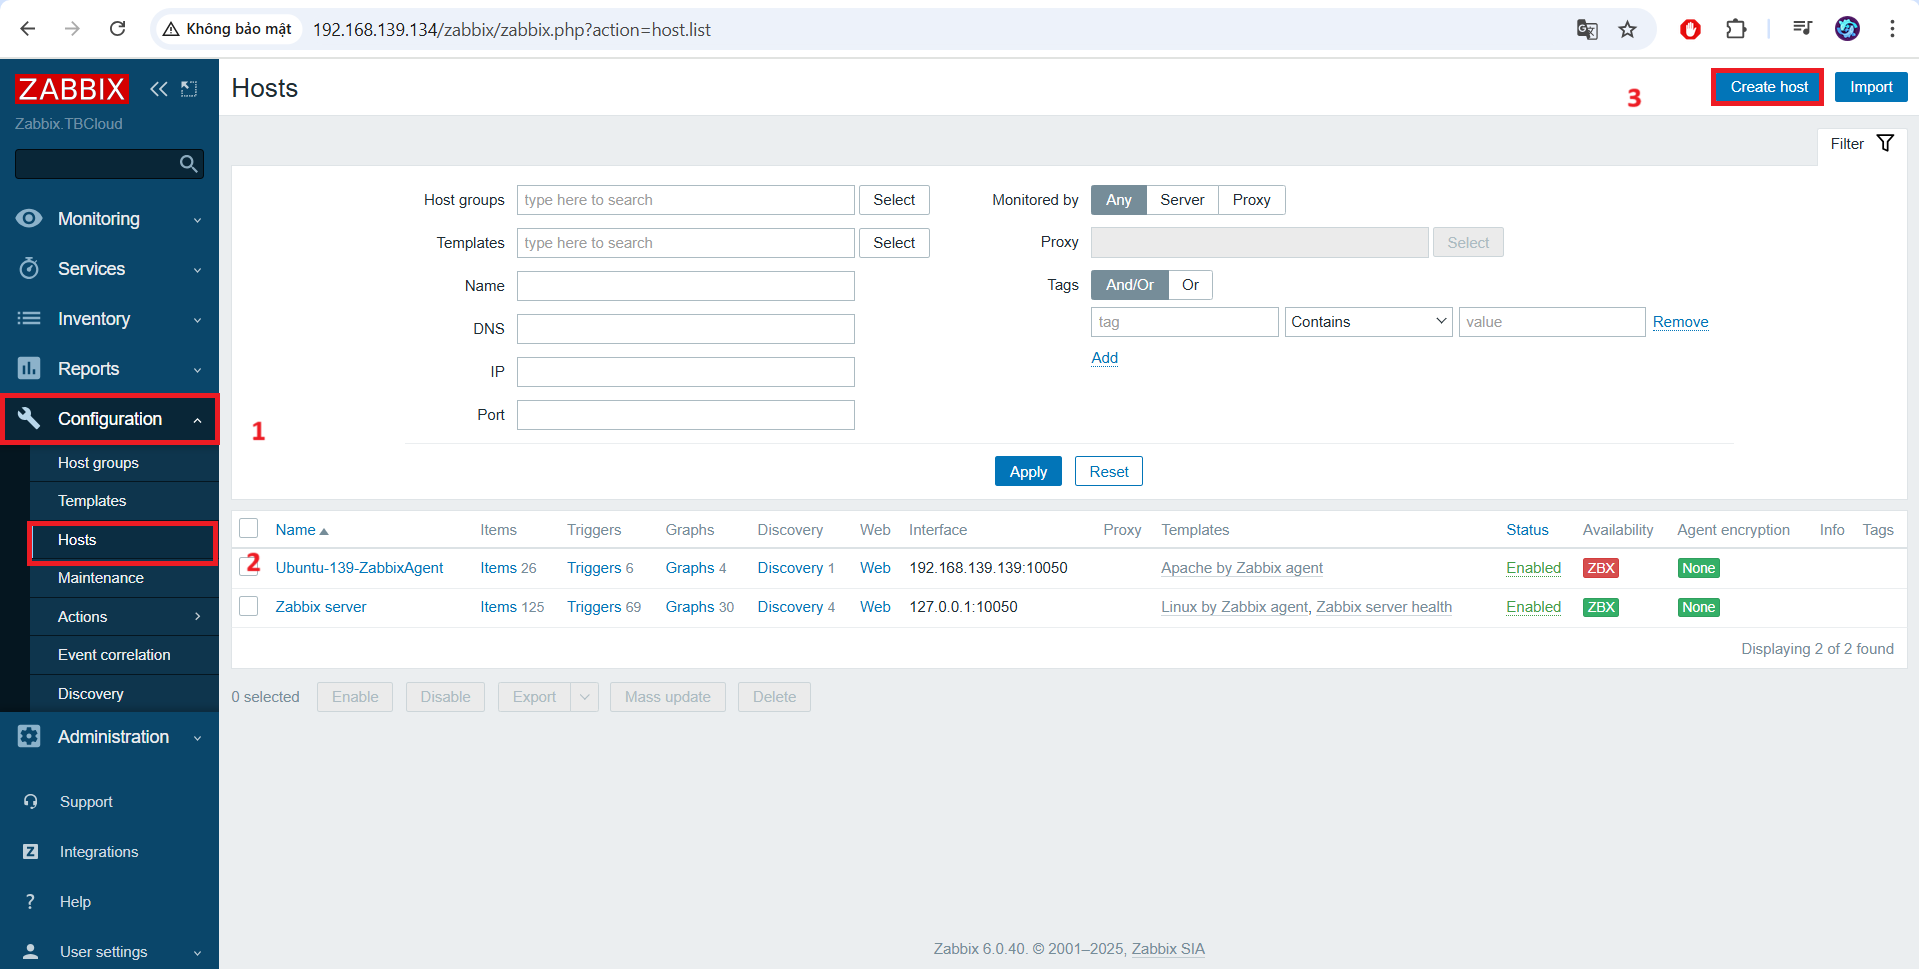 Không bảo mật
192.168.139.134/zabbix/zabbix.php?action=host.list
ZABBIX
Zabbix.TBCloud
Monitoring
Services
Inventory
Reports
Configuration
Host groups
Templates
Hosts
Maintenance
Actions
Event correlation
Discovery
Administration
Support
Integrations
Help
User settings
Hosts
3
Create host
Import
Filter
Host groups type here to search Select
Templates type here to search Select
Name
DNS
IP
Port
Monitored by Any Server Proxy
Proxy Select
Tags And/Or Or
tag Contains value Remove
Add
1
Apply Reset
Name Items Triggers Graphs Discovery Web Interface Proxy Templates Status Availability Agent encryption Info Tags
2 Ubuntu-139-ZabbixAgent Items 26 Triggers 6 Graphs 4 Discovery 1 Web 192.168.139.139:10050 Apache by Zabbix agent Enabled ZBX None
Zabbix server Items 125 Triggers 69 Graphs 30 Discovery 4 Web 127.0.0.1:10050 Linux by Zabbix agent, Zabbix server health Enabled ZBX None
Displaying 2 of 2 found
0 selected Enable Disable Export Mass update Delete
Zabbix 6.0.40. © 2001–2025, Zabbix SIA